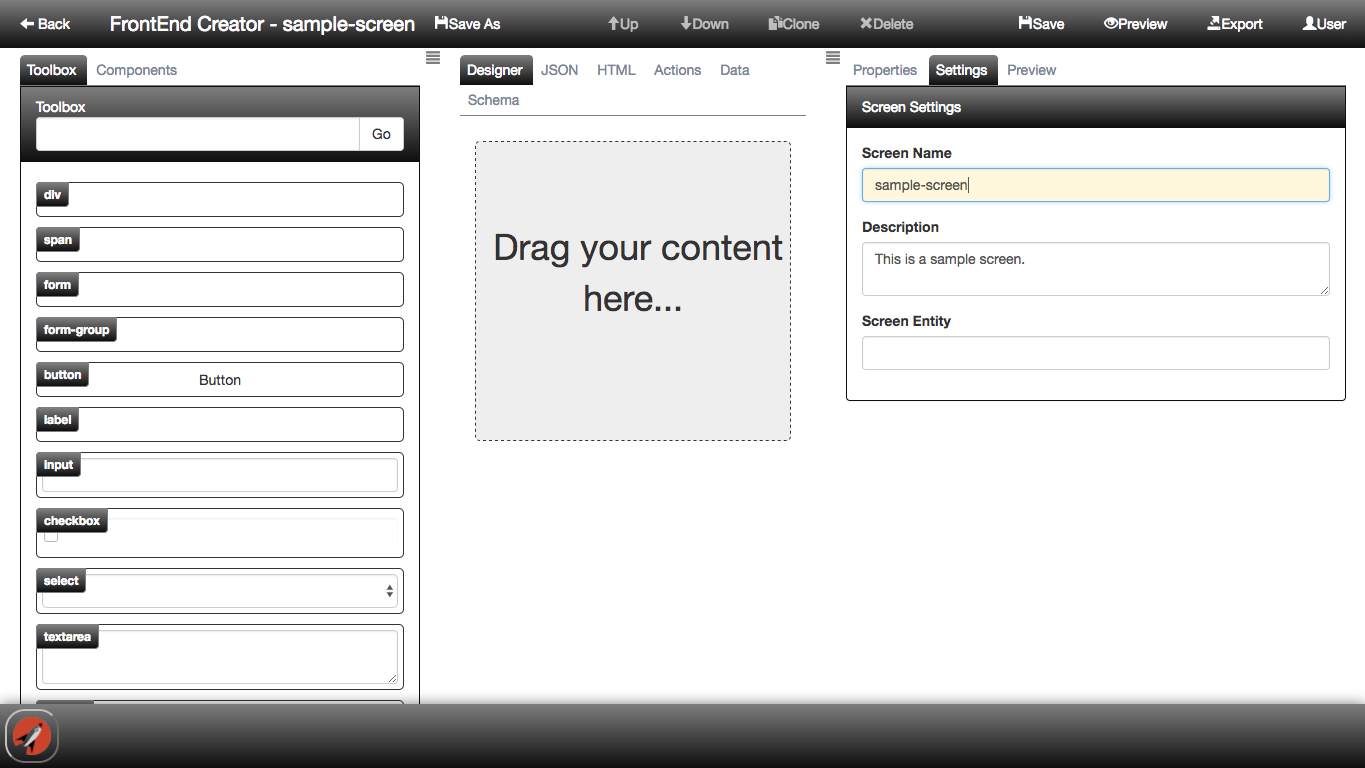 Back
FrontEnd Creator - sample-screen
Save As
Up
Down
Clone
Delete
Save
Preview
Export
User
Toolbox
Components
Toolbox
Go
div
span
form
form-group
button
Button
label
input
checkbox
select
textarea
Designer
JSON
HTML
Actions
Data
Schema
Drag your content
here...
Properties
Settings
Preview
Screen Settings
Screen Name
sample-screen
Description
This is a sample screen.
Screen Entity